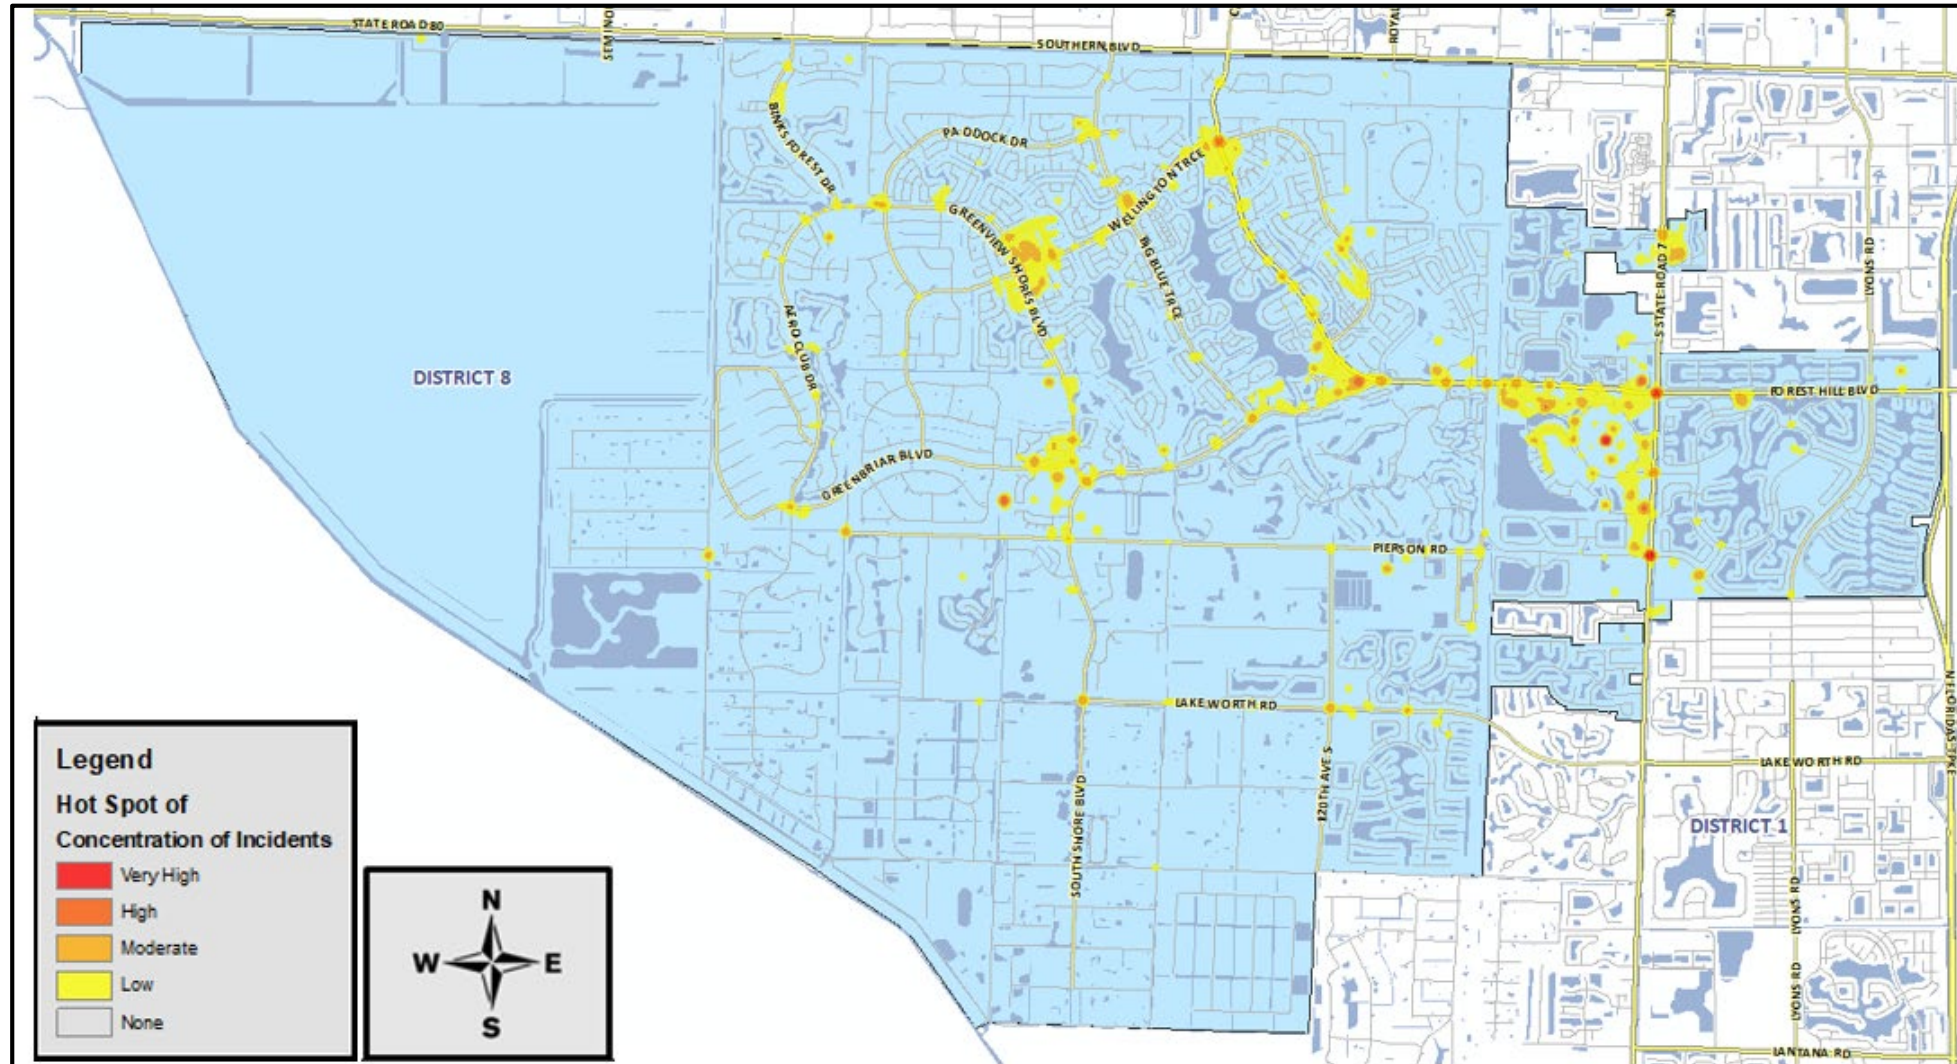 STATE ROAD 80
SEMINO
SOUTHERN BLVD
ROYAL
N
BINKS FOREST DR
PADDOCK DR
WELLINGTON TRCE
GREENVIEW SHORES BLVD
BIG BLUE TRCE
S STATE ROAD 7
LYONS RD
AERO CLUB DR
DISTRICT 8
FOREST HILL BLVD
GREENBRIAR BLVD
PIERSON RD
LAKE WORTH RD
N FLORIDAS TPKE
LAKE WORTH RD
120TH AVE S
SOUTH SHORE BLVD
DISTRICT 1
LYONS RD
LYONS RD
LANTANA RD
Legend
Hot Spot of
Concentration of Incidents
Very High
High
Moderate
Low
None
N
W E
S